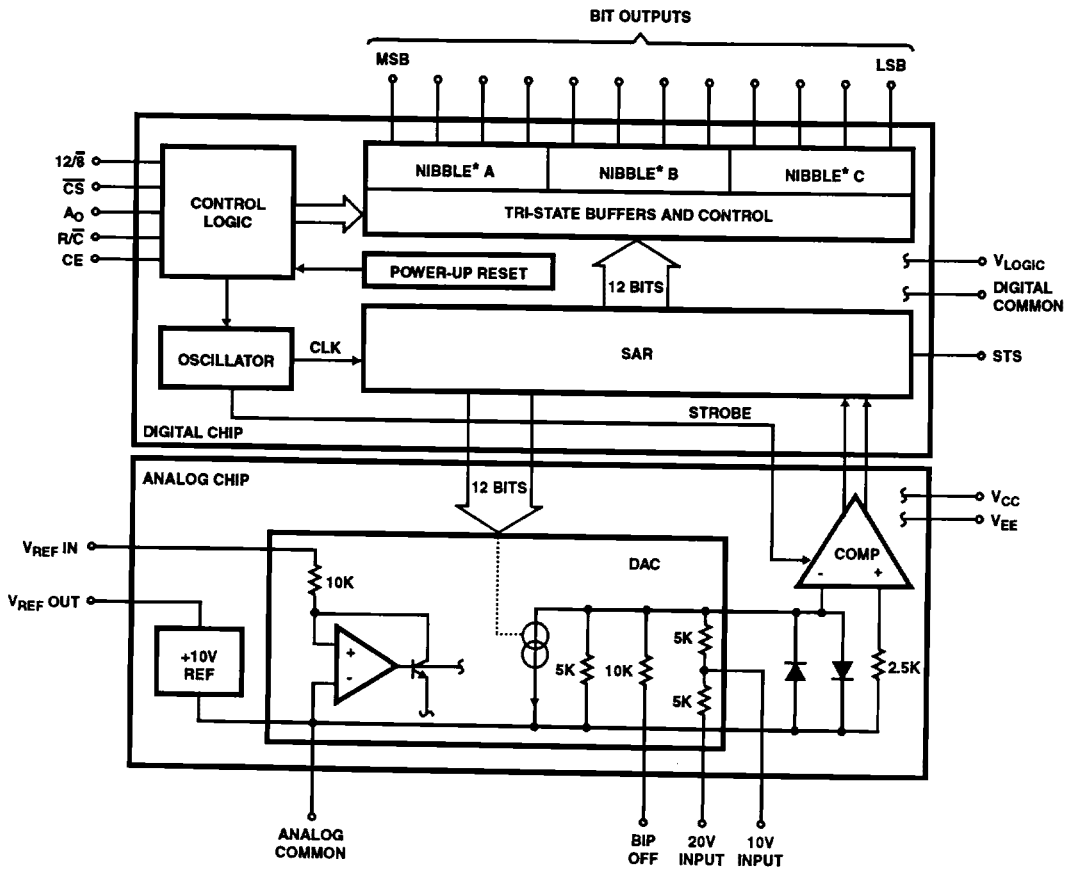 BIT OUTPUTS
MSB
LSB
12/8̅
C̅S̅
AO
R/C̅
CE
CONTROL
LOGIC
NIBBLE* A
NIBBLE* B
NIBBLE* C
TRI-STATE BUFFERS AND CONTROL
POWER-UP RESET
12 BITS
VLOGIC
DIGITAL
COMMON
OSCILLATOR
CLK
SAR
STS
STROBE
DIGITAL CHIP
ANALOG CHIP
12 BITS
VCC
VEE
COMP
-
+
VREF IN
VREF OUT
+10V
REF
10K
DAC
+
-
5K
10K
5K
5K
2.5K
ANALOG
COMMON
BIP
OFF
20V
INPUT
10V
INPUT